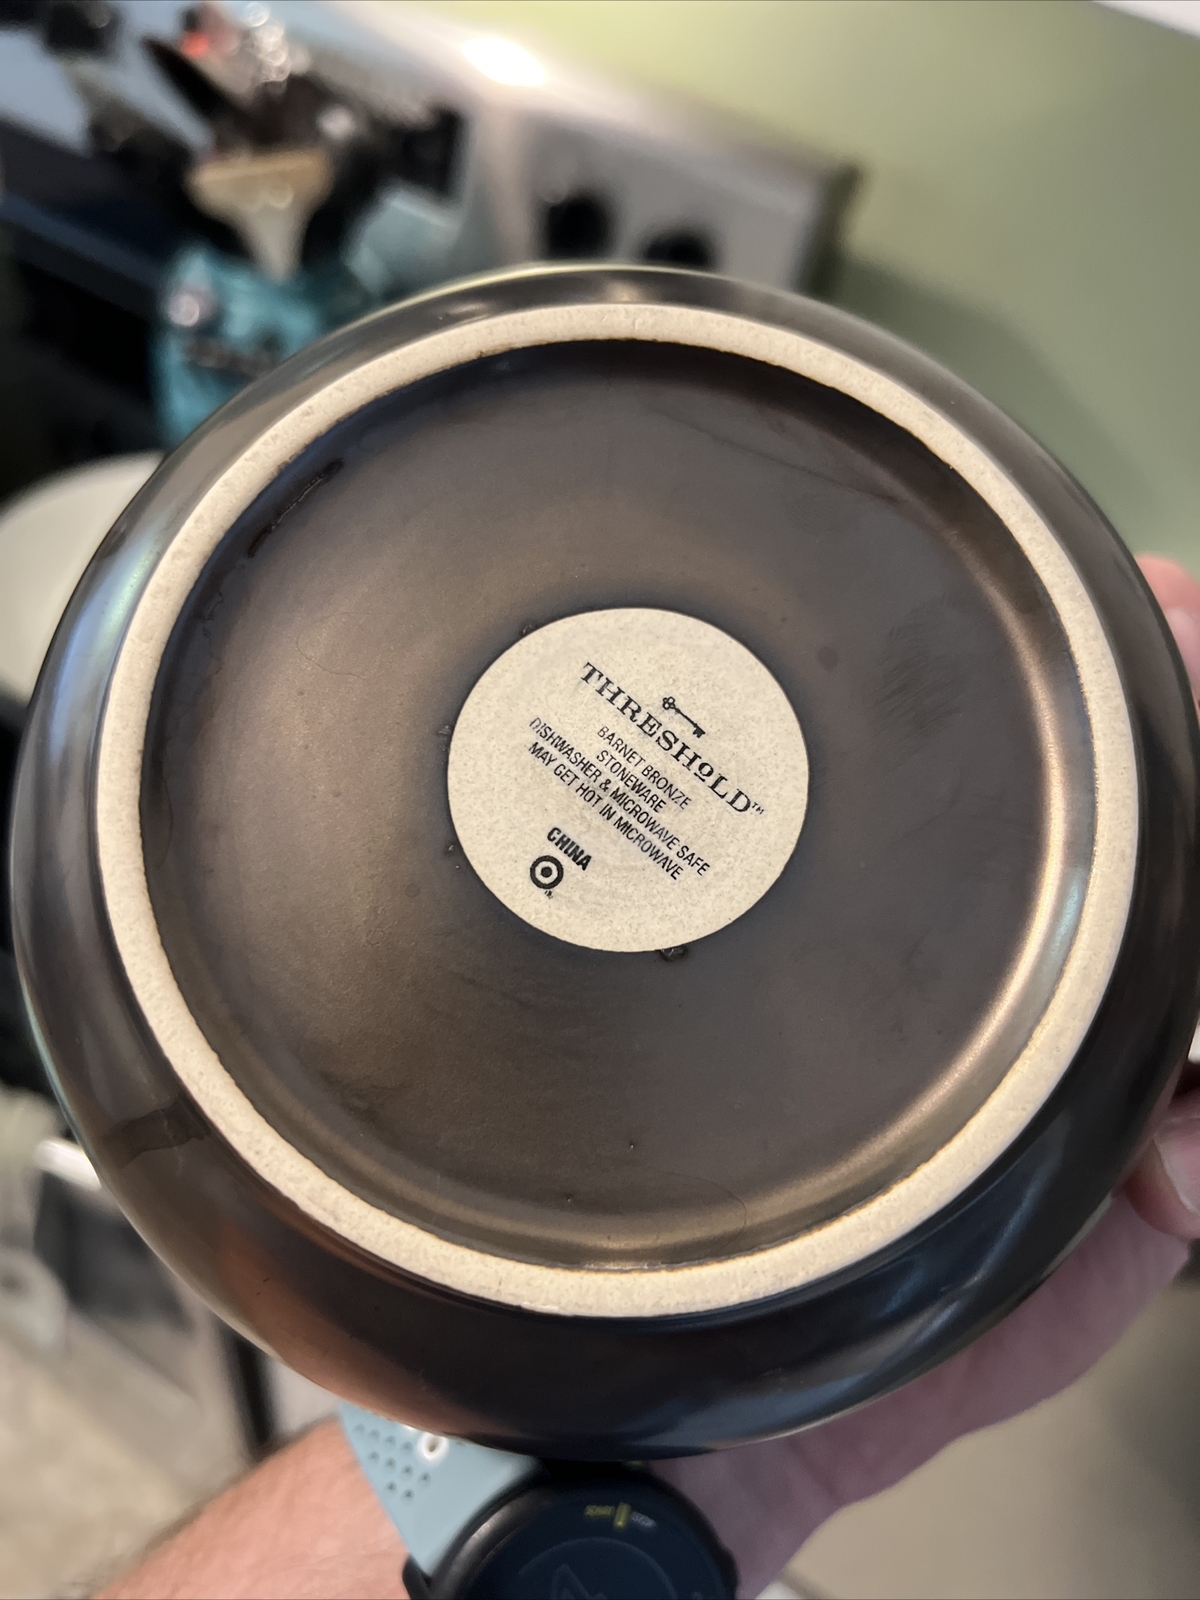 THRESHOLD™
BARNET BRONZE
STONEWARE
DISHWASHER & MICROWAVE SAFE
MAY GET HOT IN MICROWAVE
CHINA